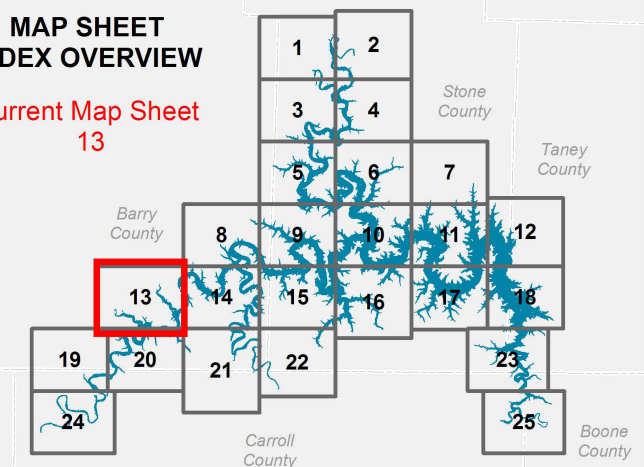 MAP SHEET
DEX OVERVIEW
urrent Map Sheet
13
1
2
Stone
County
3
4
Taney
County
5
6
7
Barry
County
8
9
10
11
12
13
14
15
16
17
18
19
20
21
22
23
24
25
Carroll
County
Boone
County